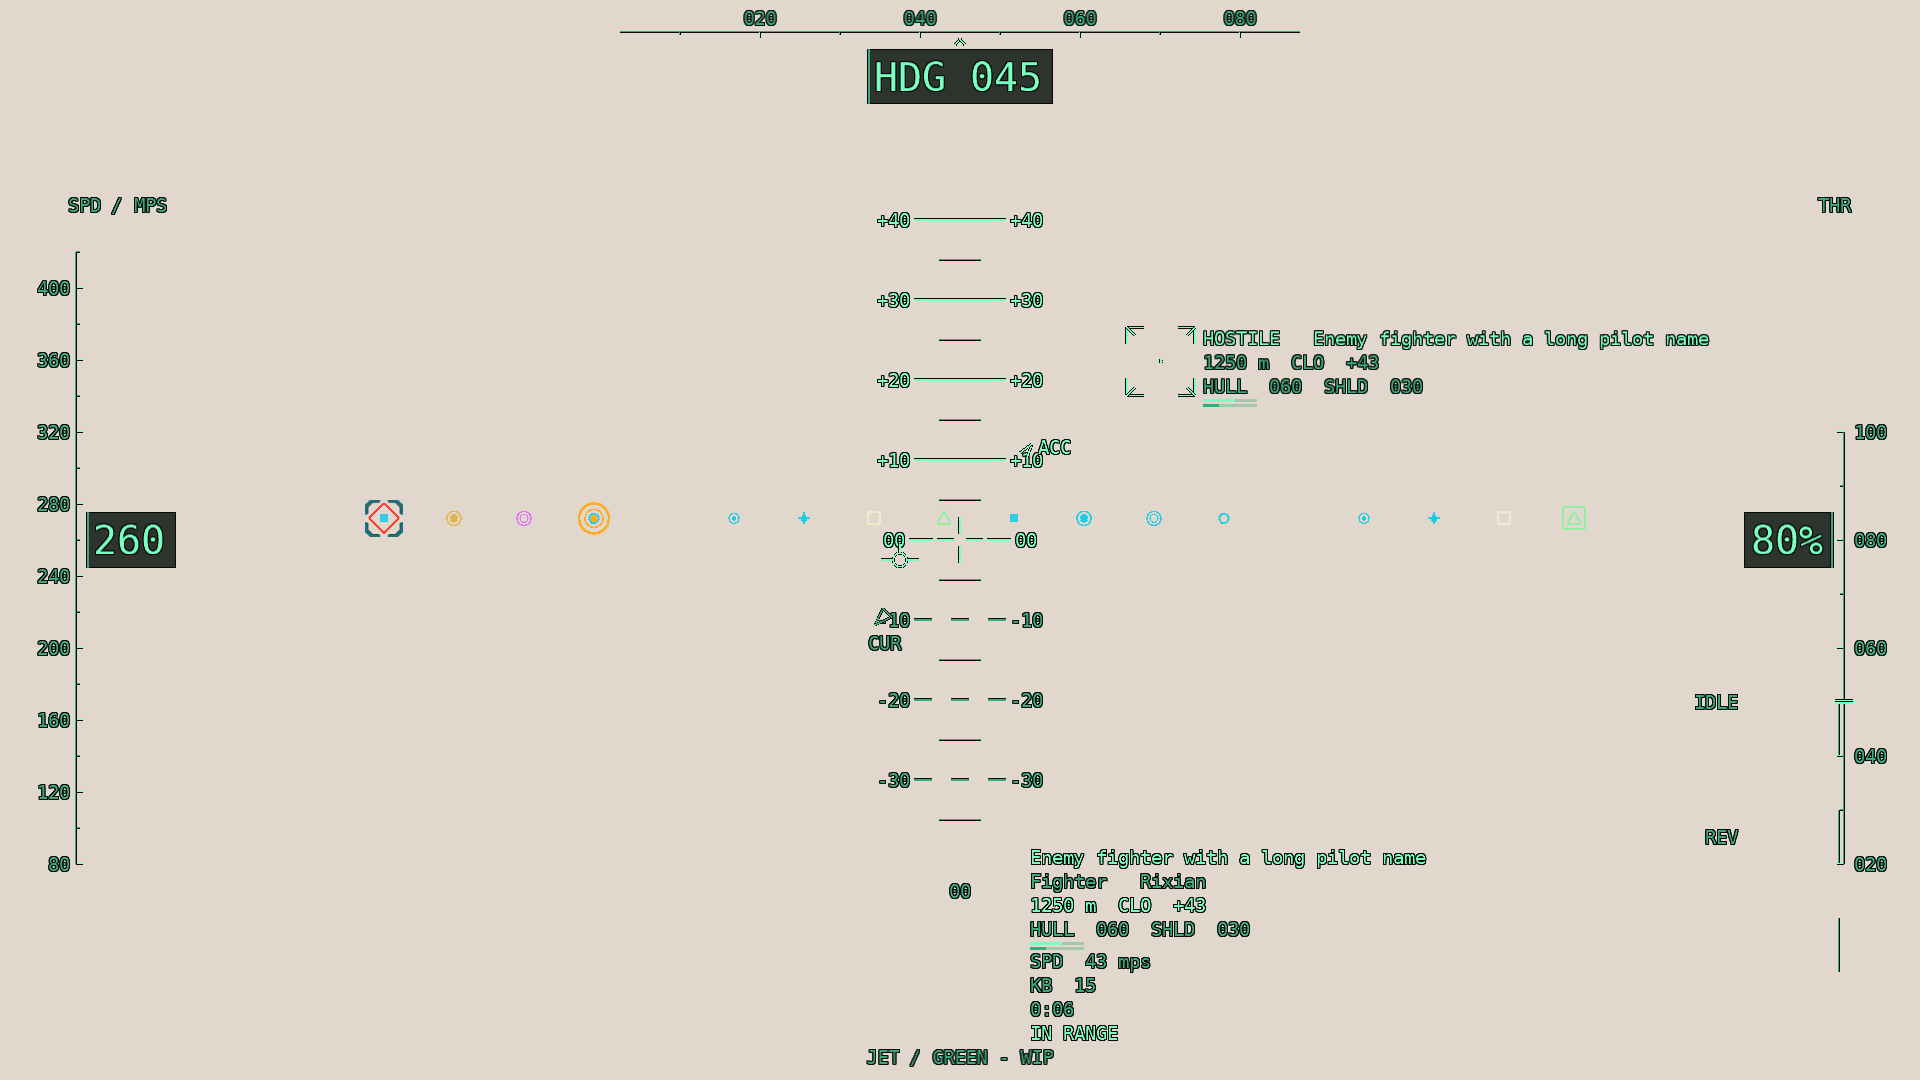 020 040 060 080
HDG 045
SPD / MPS
THR
+40 +40
400
+30 +30
HOSTILE Enemy fighter with a long pilot name
360
1250 m CLO +43
+20 +20
HULL 060 SHLD 030
320
100
ACC
+10 +10
280
260
00 00
80%
080
240
-10 -10
CUR
200
060
-20 -20
IDLE
160
040
-30 -30
120
REV
80
020
Enemy fighter with a long pilot name
Fighter Rixian
00
1250 m CLO +43
HULL 060 SHLD 030
SPD 43 mps
KB 15
0:06
IN RANGE
JET / GREEN - WIP